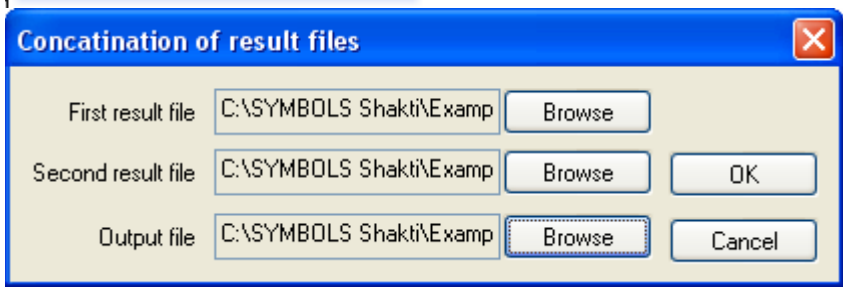 Concatination of result files
First result file C:\SYMBOLS Shakti\Examp Browse
Second result file C:\SYMBOLS Shakti\Examp Browse OK
Output file C:\SYMBOLS Shakti\Examp Browse Cancel